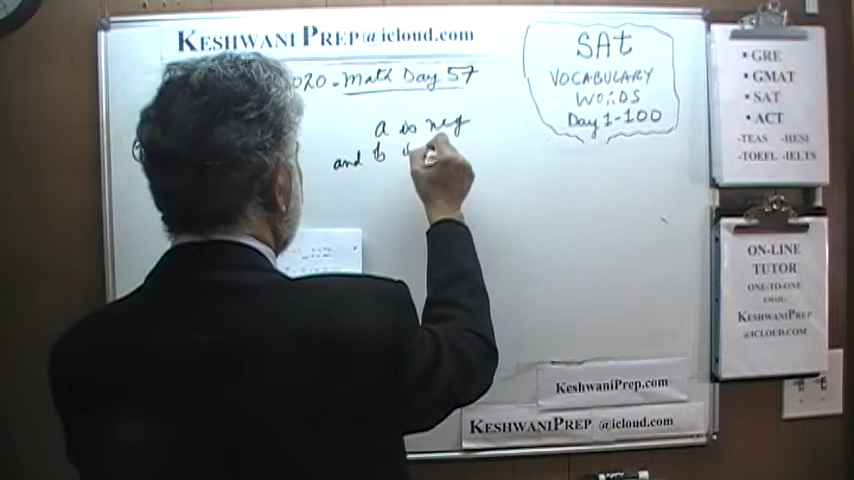 KESHWANI PREP@icloud.com
020 - Math Day 57
a is neg
and b
SAt
VOCABULARY
WORDS
Day 1-100
• GRE
• GMAT
• SAT
• ACT
-TEAS -HESI
-TOEFL -IELTS
ON-LINE
TUTOR
ONE-TO-ONE
EMAIL:
KESHWANIPREP
@ICLOUD.COM
KESHWANIPREP.COM
KESHWANIPREP @icloud.com